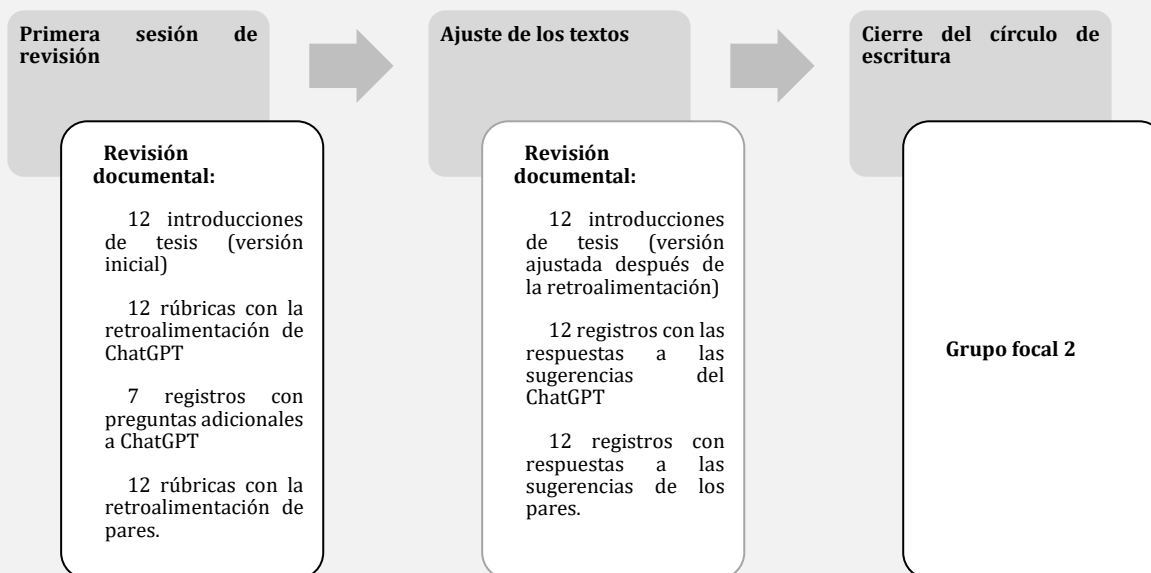 Primera sesión de
revisión
Revisión
documental:
12 introducciones
de tesis (versión
inicial)
12 rúbricas con la
retroalimentación de
ChatGPT
7 registros con
preguntas adicionales
a ChatGPT
12 rúbricas con la
retroalimentación de
pares.
Ajuste de los textos
Revisión
documental:
12 introducciones
de tesis (versión
ajustada después de
la retroalimentación)
12 registros con las
respuestas a las
sugerencias del
ChatGPT
12 registros con
respuestas a las
sugerencias de los
pares.
Cierre del círculo de
escritura
Grupo focal 2